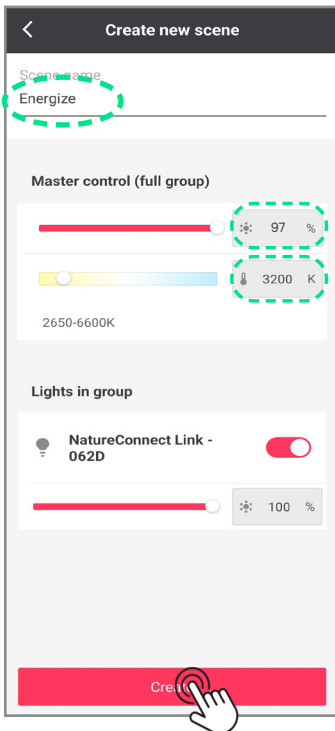 Create new scene
Scene name
Energize
Master control (full group)
97 %
3200 K
2650-6600K
Lights in group
NatureConnect Link -
062D
100 %
Create